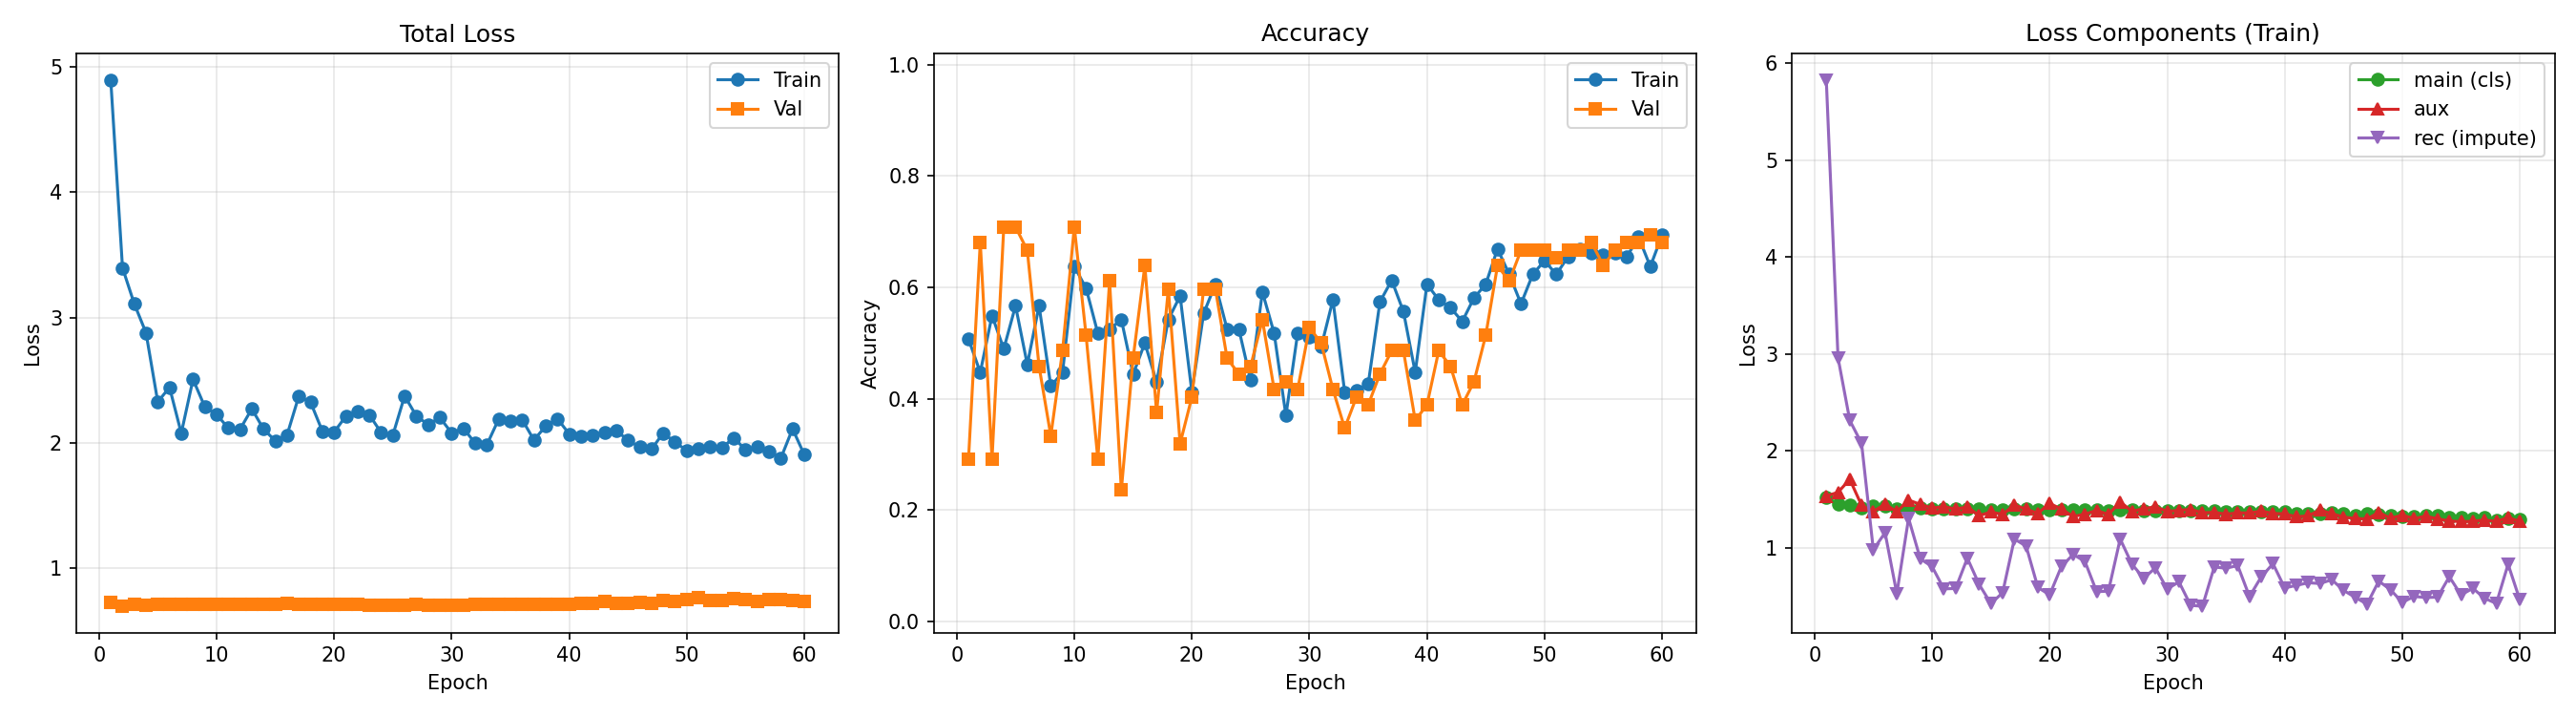 Total Loss
Train
Val
5
4
3
2
1
Loss
0 10 20 30 40 50 60
Epoch
Accuracy
Train
Val
1.0
0.8
0.6
0.4
0.2
0.0
Accuracy
0 10 20 30 40 50 60
Epoch
Loss Components (Train)
main (cls)
aux
rec (impute)
6
5
4
3
2
1
Loss
0 10 20 30 40 50 60
Epoch